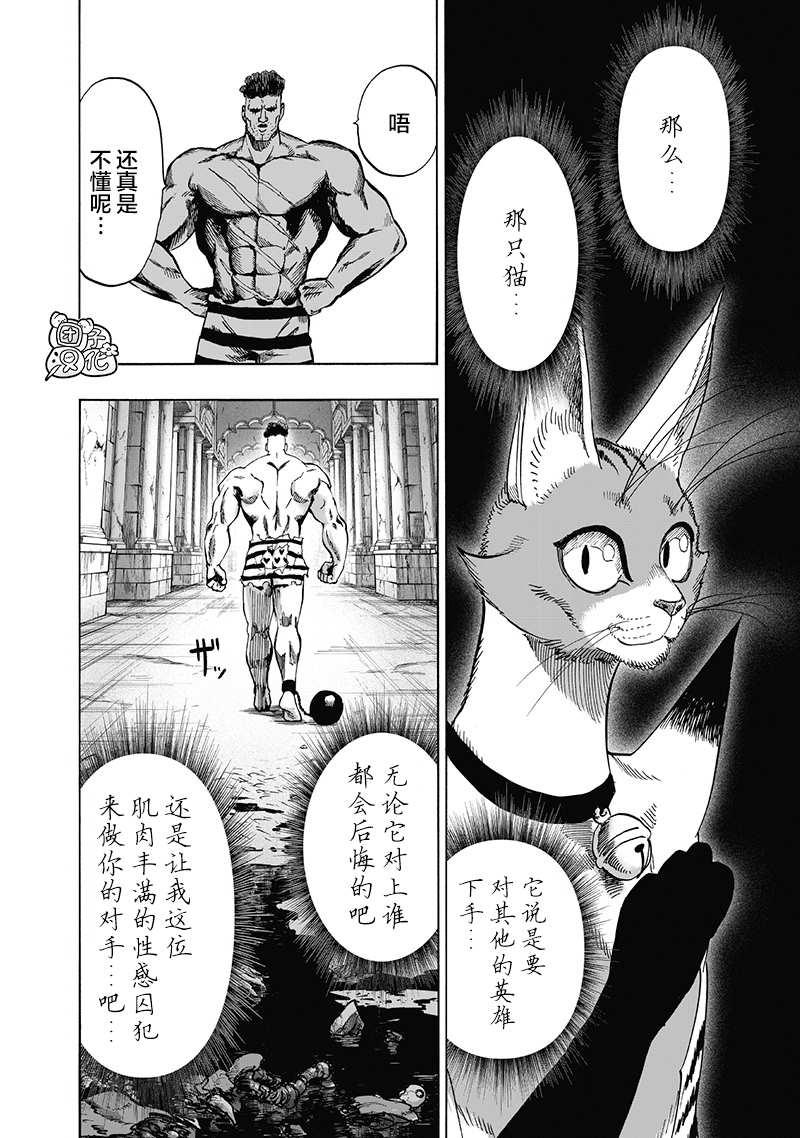 那么…
那只猫…
它说是要
对其他的英雄
下手…
唔
还真是
不懂呢…
团子
汉化
ザッ
无论它对上谁
都会后悔的吧
还是让我这位
肌肉丰满的性感囚犯
来做你的对手…吧…